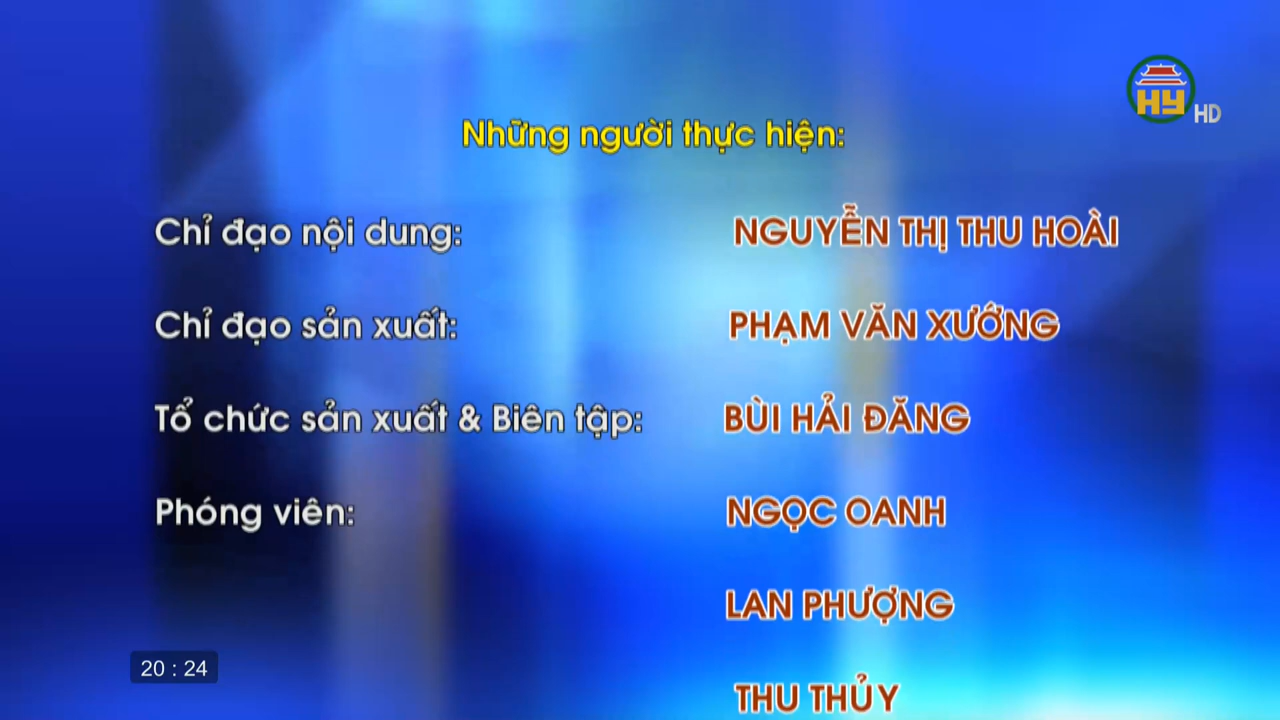 HY HD
Những người thực hiện:
Chỉ đạo nội dung: NGUYỄN THỊ THU HOÀI
Chỉ đạo sản xuất: PHẠM VĂN XƯỚNG
Tổ chức sản xuất & Biên tập: BÙI HẢI ĐĂNG
Phóng viên: NGỌC OANH
LAN PHƯỢNG
THU THỦY
20 : 24